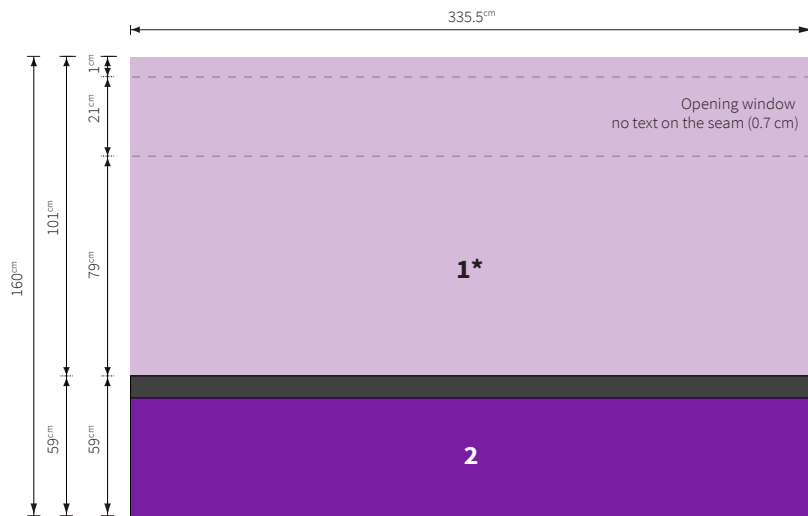 335.5cm
1cm
21cm
Opening window
no text on the seam (0.7 cm)
101cm
79cm
160cm
1*
59cm
59cm
2